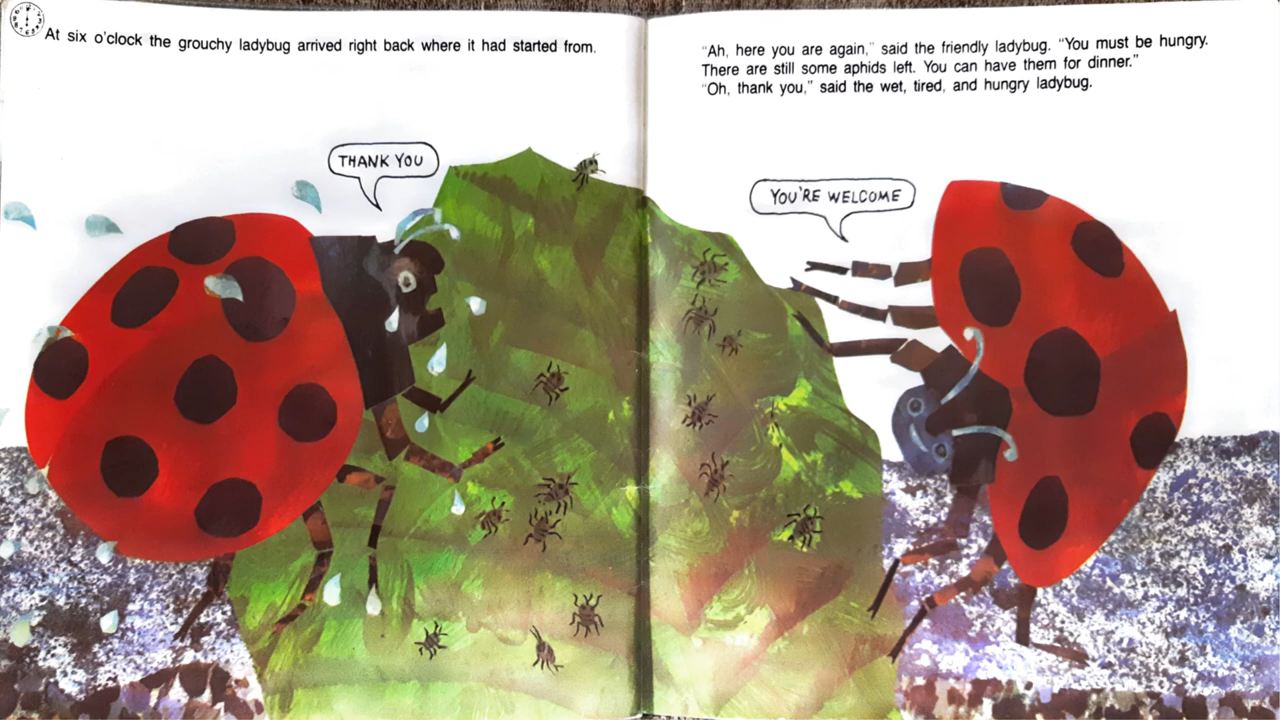 At six o'clock the grouchy ladybug arrived right back where it had started from.
THANK YOU
"Ah, here you are again," said the friendly ladybug. "You must be hungry.
There are still some aphids left. You can have them for dinner."
"Oh, thank you," said the wet, tired, and hungry ladybug.
YOU'RE WELCOME